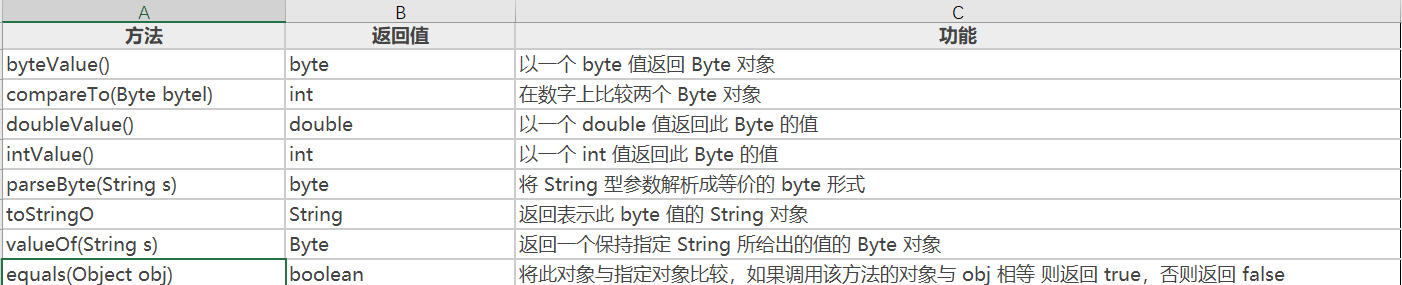 A B C
方法 返回值 功能
byteValue() byte 以一个 byte 值返回 Byte 对象
compareTo(Byte bytel) int 在数字上比较两个 Byte 对象
doubleValue() double 以一个 double 值返回此 Byte 的值
intValue() int 以一个 int 值返回此 Byte 的值
parseByte(String s) byte 将 String 型参数解析成等价的 byte 形式
toStringO String 返回表示此 byte 值的 String 对象
valueOf(String s) Byte 返回一个保持指定 String 所给出的值的 Byte 对象
equals(Object obj) boolean 将此对象与指定对象比较，如果调用该方法的对象与 obj 相等 则返回 true，否则返回 false